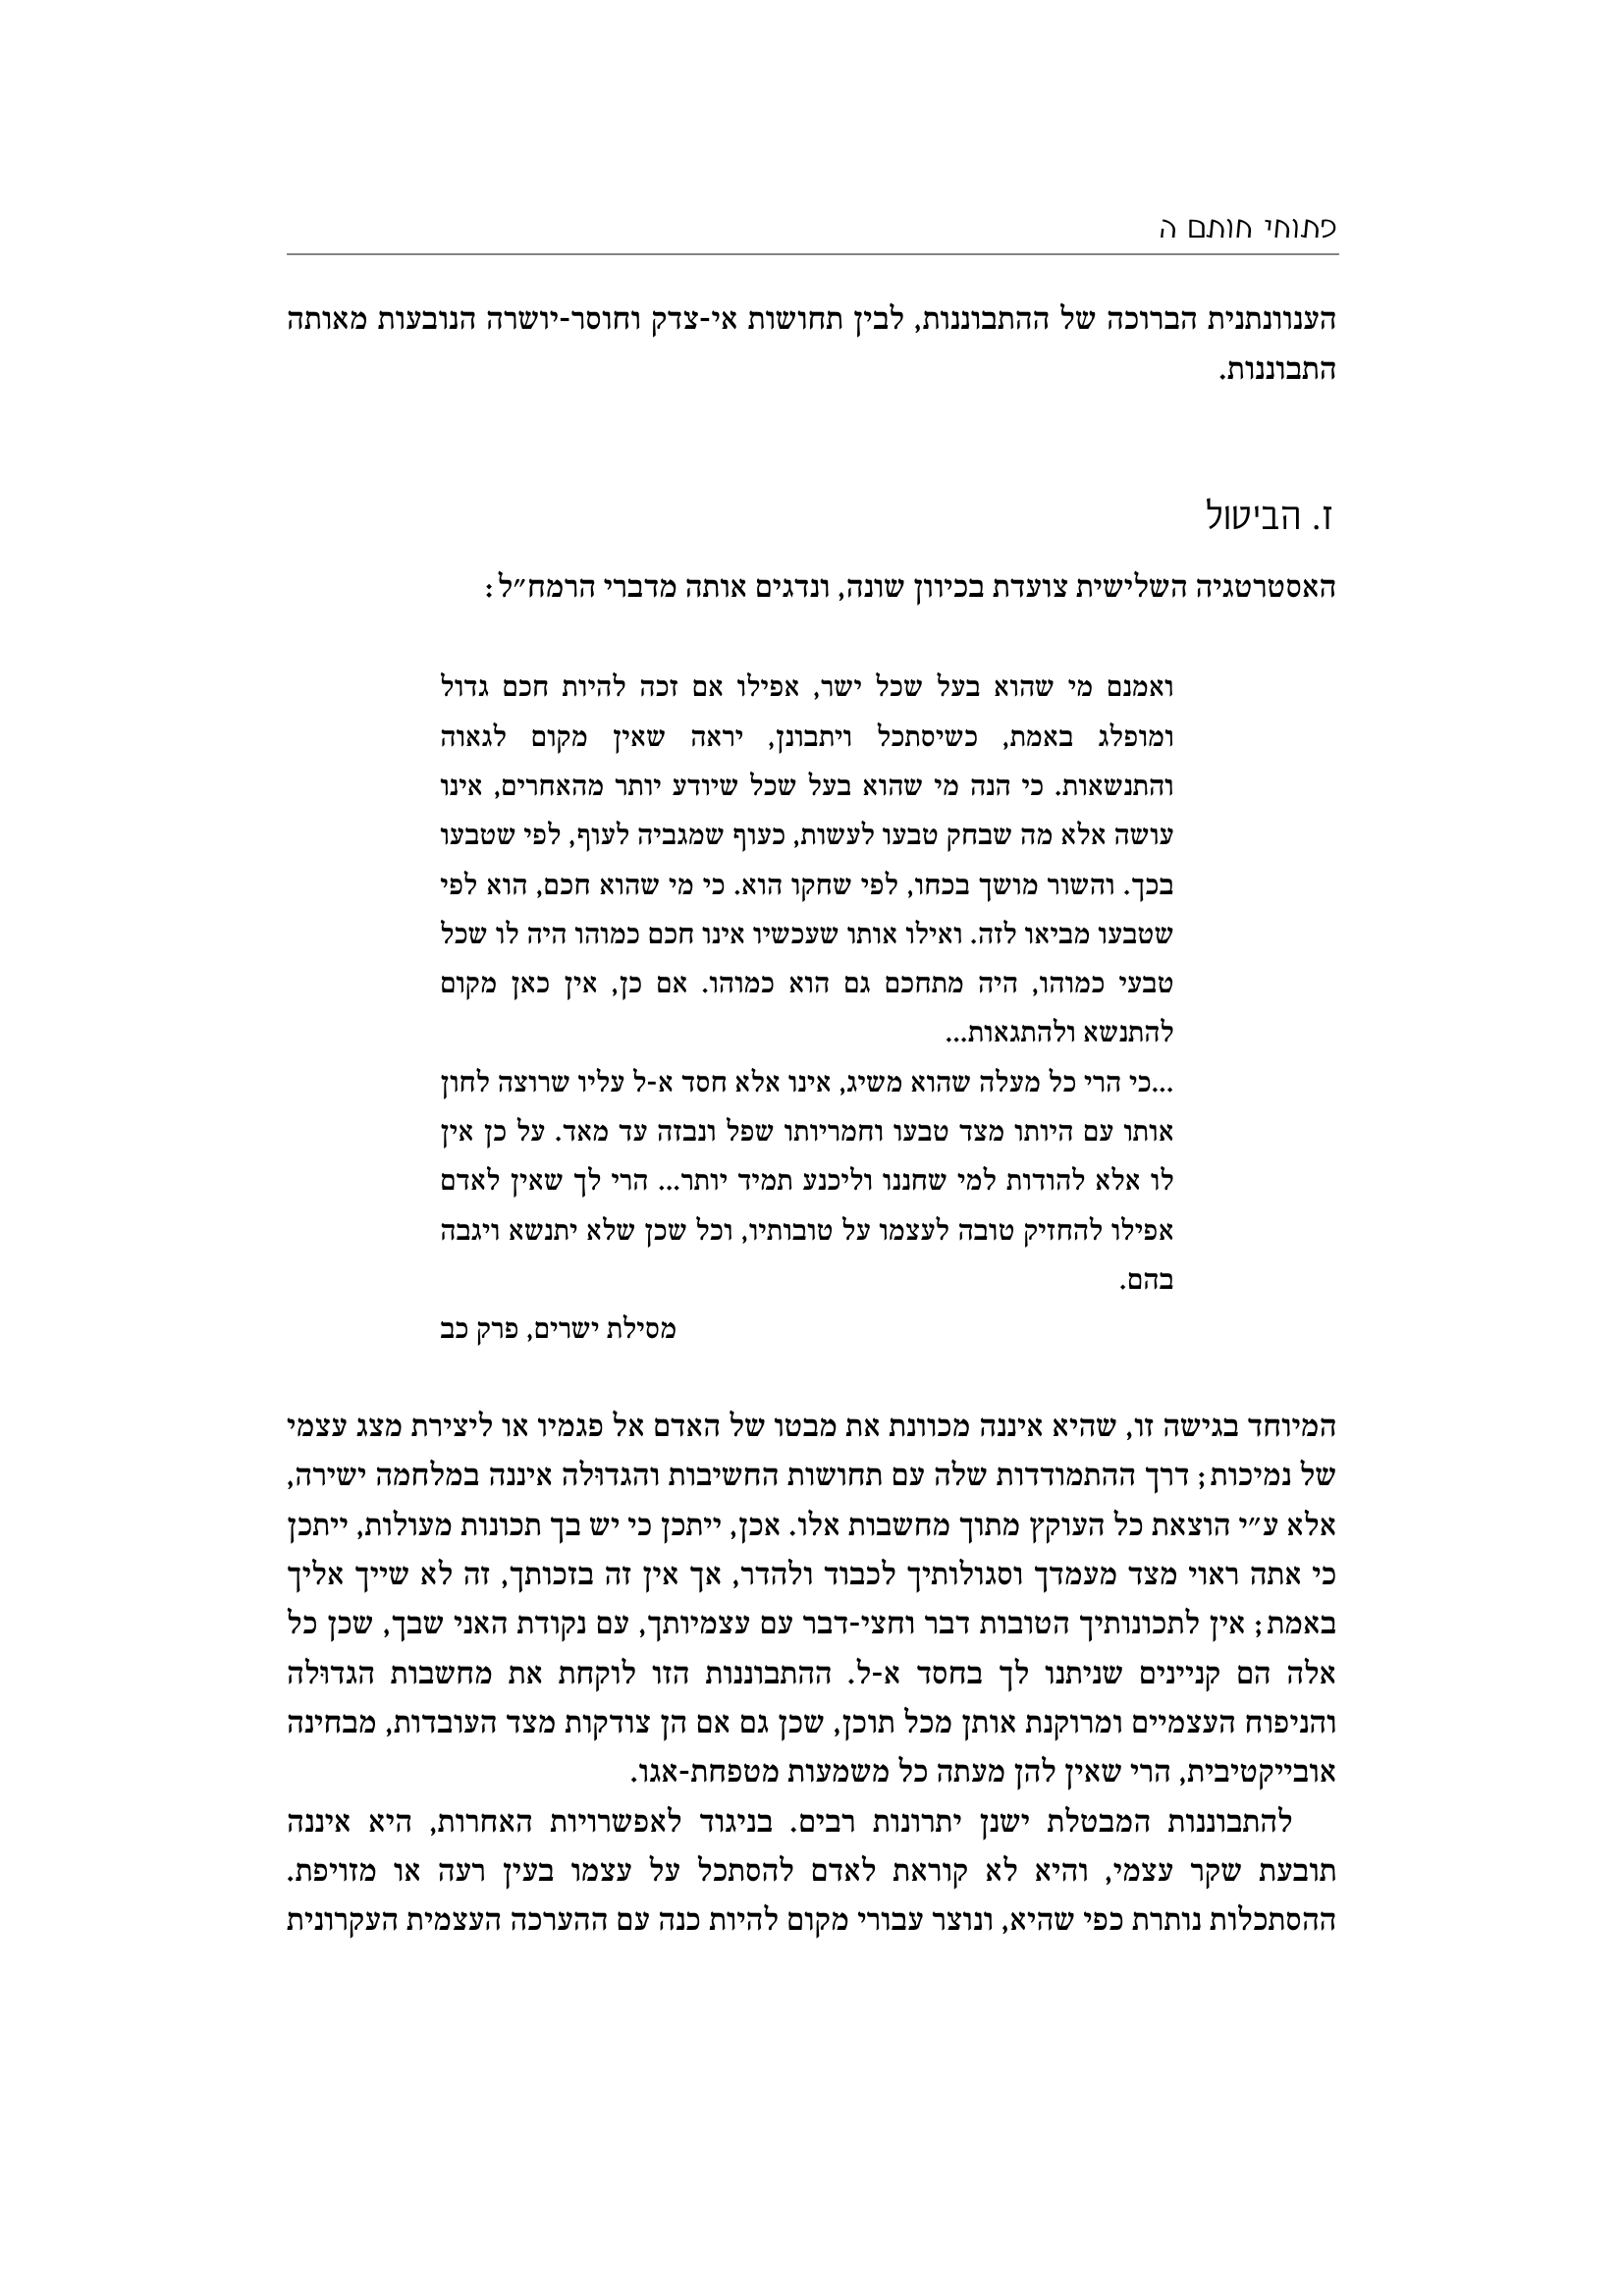 פתוחי חותם ה
הענוונתנית הברוכה של ההתבוננות, לבין תחושות אי-צדק וחוסר-יושרה הנובעות מאותה
התבוננות.
ז. הביטול
האסטרטגיה השלישית צועדת בכיוון שונה, ונדגים אותה מדברי הרמח״ל:
ואמנם מי שהוא בעל שכל ישר, אפילו אם זכה להיות חכם גדול
ומופלג באמת, כשיסתכל ויתבונן, יראה שאין מקום לגאוה
והתנשאות. כי הנה מי שהוא בעל שכל שיודע יותר מהאחרים, אינו
עושה אלא מה שבחק טבעו לעשות, כעוף שמגביה לעוף, לפי שטבעו
בכך. והשור מושך בכחו, לפי שחקו הוא. כי מי שהוא חכם, הוא לפי
שטבעו מביאו לזה. ואילו אותו שעכשיו אינו חכם כמוהו היה לו שכל
טבעי כמוהו, היה מתחכם גם הוא כמוהו. אם כן, אין כאן מקום
להתנשא ולהתגאות...
...כי הרי כל מעלה שהוא משיג, אינו אלא חסד א-ל עליו שרוצה לחון
אותו עם היותו מצד טבעו וחמריותו שפל ונבזה עד מאד. על כן אין
לו אלא להודות למי שחננו וליכנע תמיד יותר... הרי לך שאין לאדם
אפילו להחזיק טובה לעצמו על טובותיו, וכל שכן שלא יתנשא ויגבה
בהם.
מסילת ישרים, פרק כב
המיוחד בגישה זו, שהיא איננה מכוונת את מבטו של האדם אל פגמיו או ליצירת מצג עצמי
של נמיכות; דרך ההתמודדות שלה עם תחושות החשיבות והגדוּלה איננה במלחמה ישירה,
אלא ע״י הוצאת כל העוקץ מתוך מחשבות אלו. אכן, ייתכן כי יש בך תכונות מעולות, ייתכן
כי אתה ראוי מצד מעמדך וסגולותיך לכבוד ולהדר, אך אין זה בזכותך, זה לא שייך אליך
באמת; אין לתכונותיך הטובות דבר וחצי-דבר עם עצמיותך, עם נקודת האני שבך, שכן כל
אלה הם קניינים שניתנו לך בחסד א-ל. ההתבוננות הזו לוקחת את מחשבות הגדוּלה
והניפוח העצמיים ומרוקנת אותן מכל תוכן, שכן גם אם הן צודקות מצד העובדות, מבחינה
אובייקטיבית, הרי שאין להן מעתה כל משמעות מטפחת-אגו.
להתבוננות המבטלת ישנן יתרונות רבים. בניגוד לאפשרויות האחרות, היא איננה
תובעת שקר עצמי, והיא לא קוראת לאדם להסתכל על עצמו בעין רעה או מזויפת.
ההסתכלות נותרת כפי שהיא, ונוצר עבורי מקום להיות כנה עם ההערכה העצמית העקרונית